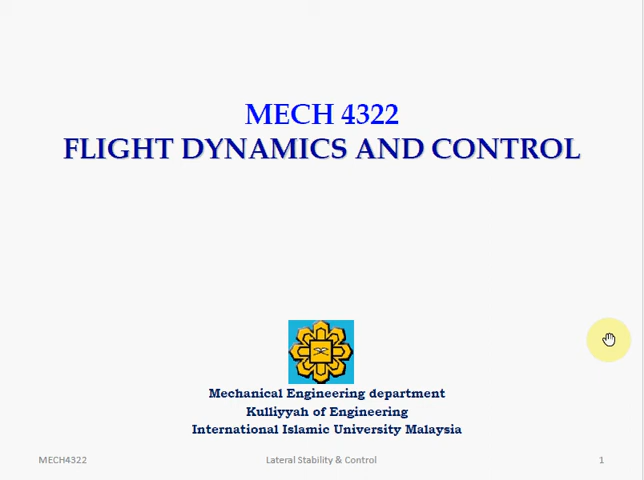 MECH 4322
FLIGHT DYNAMICS AND CONTROL
Mechanical Engineering department
Kulliyyah of Engineering
International Islamic University Malaysia
MECH4322
Lateral Stability & Control
1